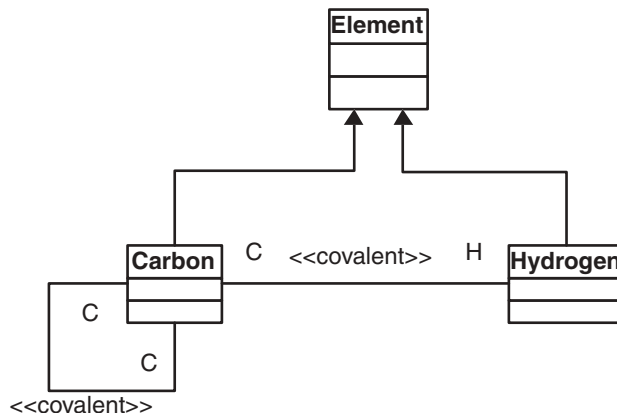 Element
C <<covalent>> H
Carbon
Hydrogen
C
C
<<covalent>>